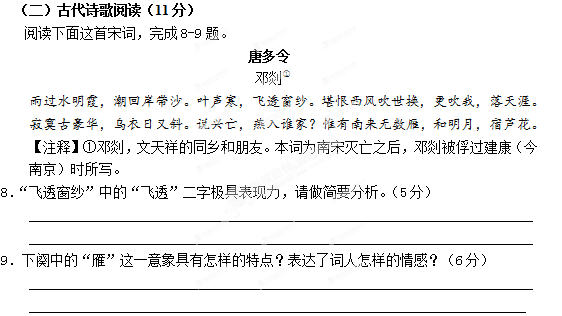 （二）古代诗歌阅读（11分）
阅读下面这首宋词，完成8-9题。
唐多令
邓剡①
雨过水明霞，潮回岸带沙。叶声寒，飞透窗纱。堪恨西风吹世换，更吹我，落天涯。
寂寞古豪华，乌衣日又斜。说兴亡，燕入谁家？惟有南来无数雁，和明月，宿芦花。
【注释】①邓剡，文天祥的同乡和朋友。本词为南宋灭亡之后，邓剡被俘过建康（今
南京）时所写。
8.“飞透窗纱”中的“飞透”二字极具表现力，请做简要分析。（5分）
9. 下阕中的“雁”这一意象具有怎样的特点？表达了词人怎样的情感？（6分）